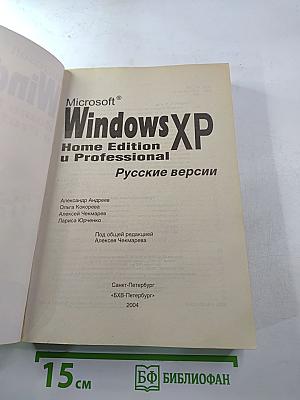 Microsoft®
Windows XP
Home Edition
и Professional
Русские версии
Александр Андреев
Ольга Кокорева
Алексей Чекмарев
Лариса Юрченко
Под общей редакцией
Алексея Чекмарева
Санкт-Петербург
«БХВ-Петербург»
2004
15 см
БФ БИБЛИОФАН